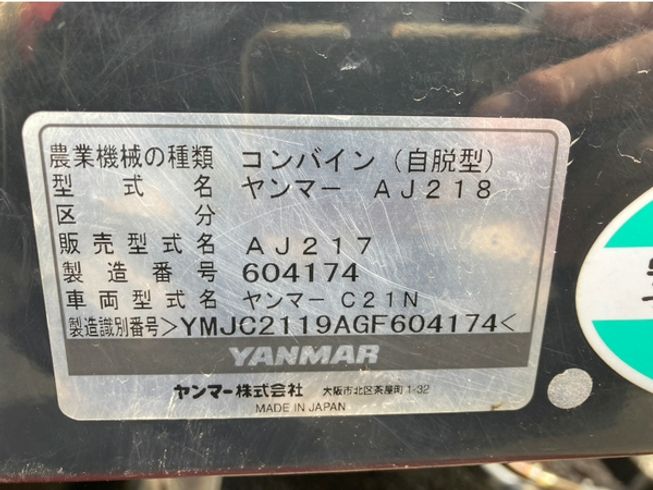 農業機械の種類 コンバイン（自脱型）
型式名 ヤンマー ＡＪ２１８
区分
販売型式名 ＡＪ２１７
製造番号 604174
車両型式名 ヤンマー C21N
製造識別番号 >YMJC2119AGF604174<
YANMAR
ヤンマー株式会社 大阪市北区茶屋町1-32
MADE IN JAPAN